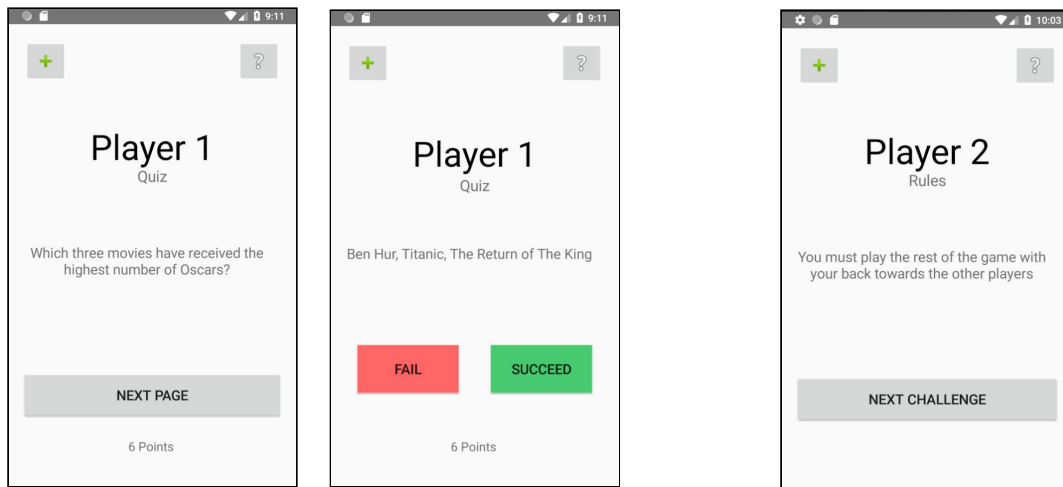 9:11
Player 1
Quiz
Which three movies have received the
highest number of Oscars?
NEXT PAGE
6 Points
9:11
Player 1
Quiz
Ben Hur, Titanic, The Return of The King
FAIL
SUCCEED
6 Points
10:03
Player 2
Rules
You must play the rest of the game with
your back towards the other players
NEXT CHALLENGE